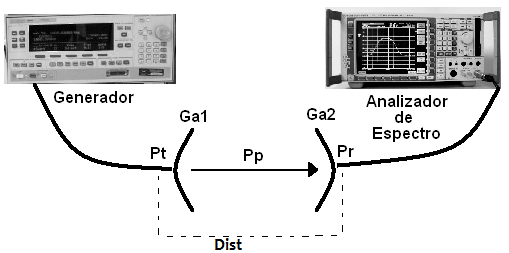 Generador
Analizador
de
Espectro
Ga1
Ga2
Pt
Pp
Pr
Dist